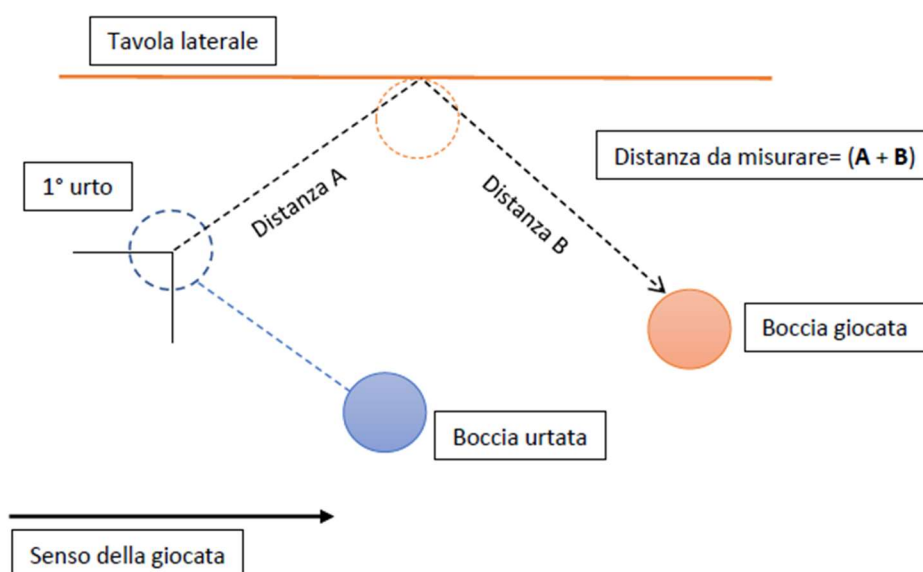 Tavola laterale
1° urto
Distanza A
Distanza B
Distanza da misurare= (A + B)
Boccia giocata
Boccia urtata
Senso della giocata